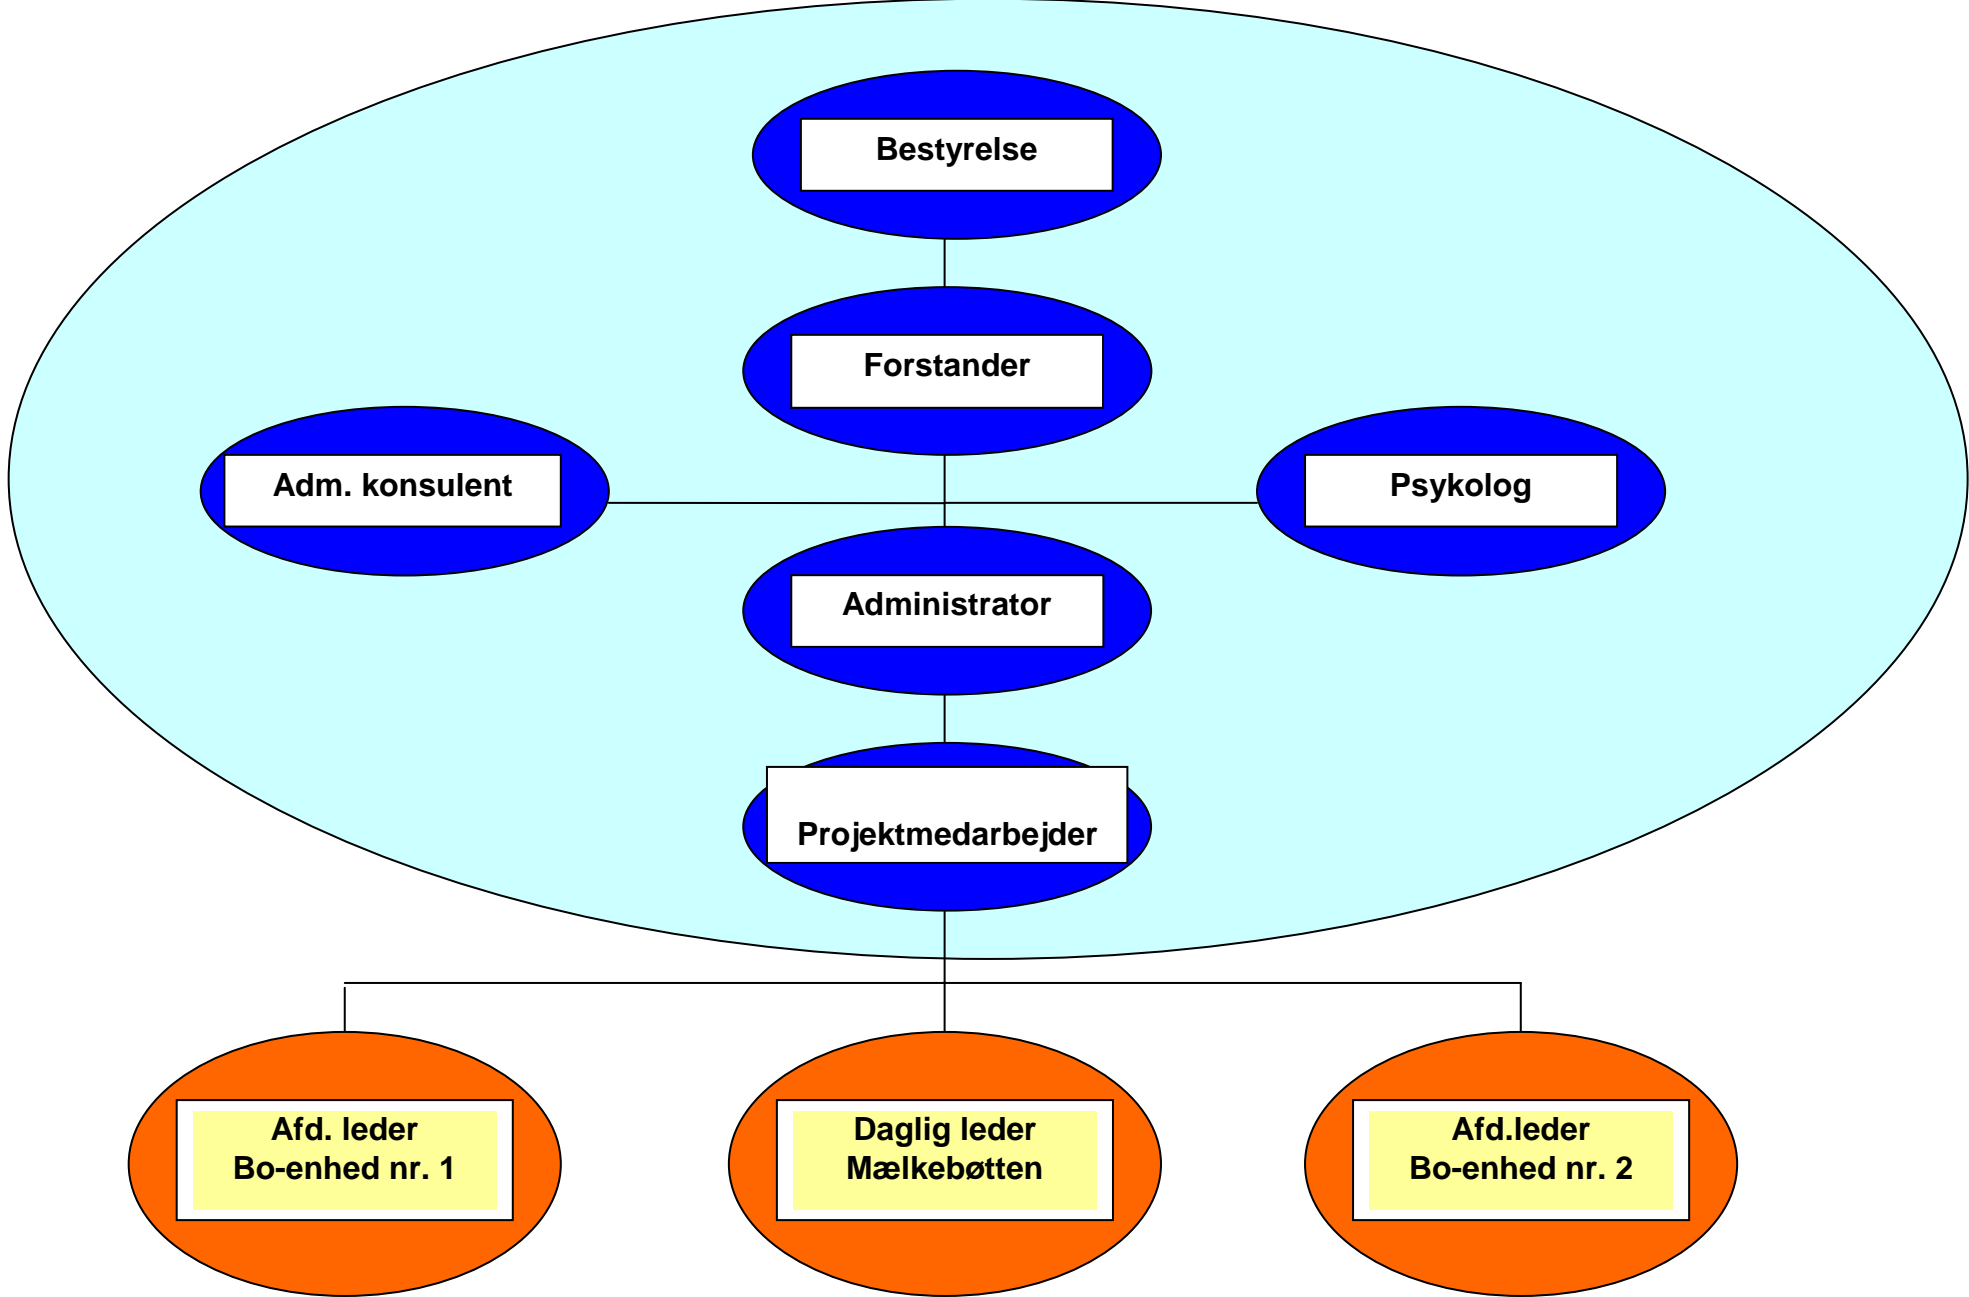 Bestyrelse
Forstander
Adm. konsulent
Psykolog
Administrator
Projektmedarbejder
Afd. leder
Bo-enhed nr. 1
Daglig leder
Mælkebøtten
Afd.leder
Bo-enhed nr. 2